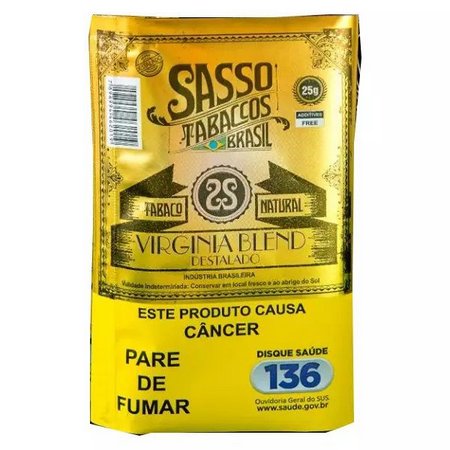 SASSO
TABACCOS
BRASIL
25g
ADDITIVES
FREE
2S
TABACO NATURAL
VIRGINIA BLEND
DESTALADO
INDÚSTRIA BRASILEIRA
Validade Indeterminada: Conservar em local fresco e ao abrigo do Sol
ESTE PRODUTO CAUSA
CÂNCER
PARE
DE
FUMAR
DISQUE SAÚDE
136
Ouvidoria Geral do SUS
www.saude.gov.br